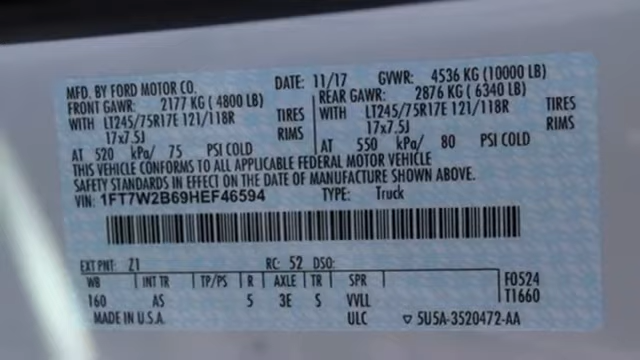 MFD. BY FORD MOTOR CO. DATE: 11/17 GVWR: 4536 KG (10000 LB)
FRONT GAWR: 2177 KG (4800 LB) REAR GAWR: 2876 KG (6340 LB)
WITH LT245/75R17E 121/118R TIRES WITH LT245/75R17E 121/118R TIRES
17x7.5J RIMS 17x7.5J RIMS
AT 520 kPa/ 75 PSI COLD AT 550 kPa/ 80 PSI COLD
THIS VEHICLE CONFORMS TO ALL APPLICABLE FEDERAL MOTOR VEHICLE
SAFETY STANDARDS IN EFFECT ON THE DATE OF MANUFACTURE SHOWN ABOVE.
VIN: 1FT7W2B69HEF46594 TYPE: Truck
EXT PNT: Z1 RC: 52 DSO:
WB INT TR TP/PS R AXLE TR SPR F0524
160 AS 5 3E S VVLL T1660
MADE IN U.S.A. ULC ▽ 5U5A-3520472-AA